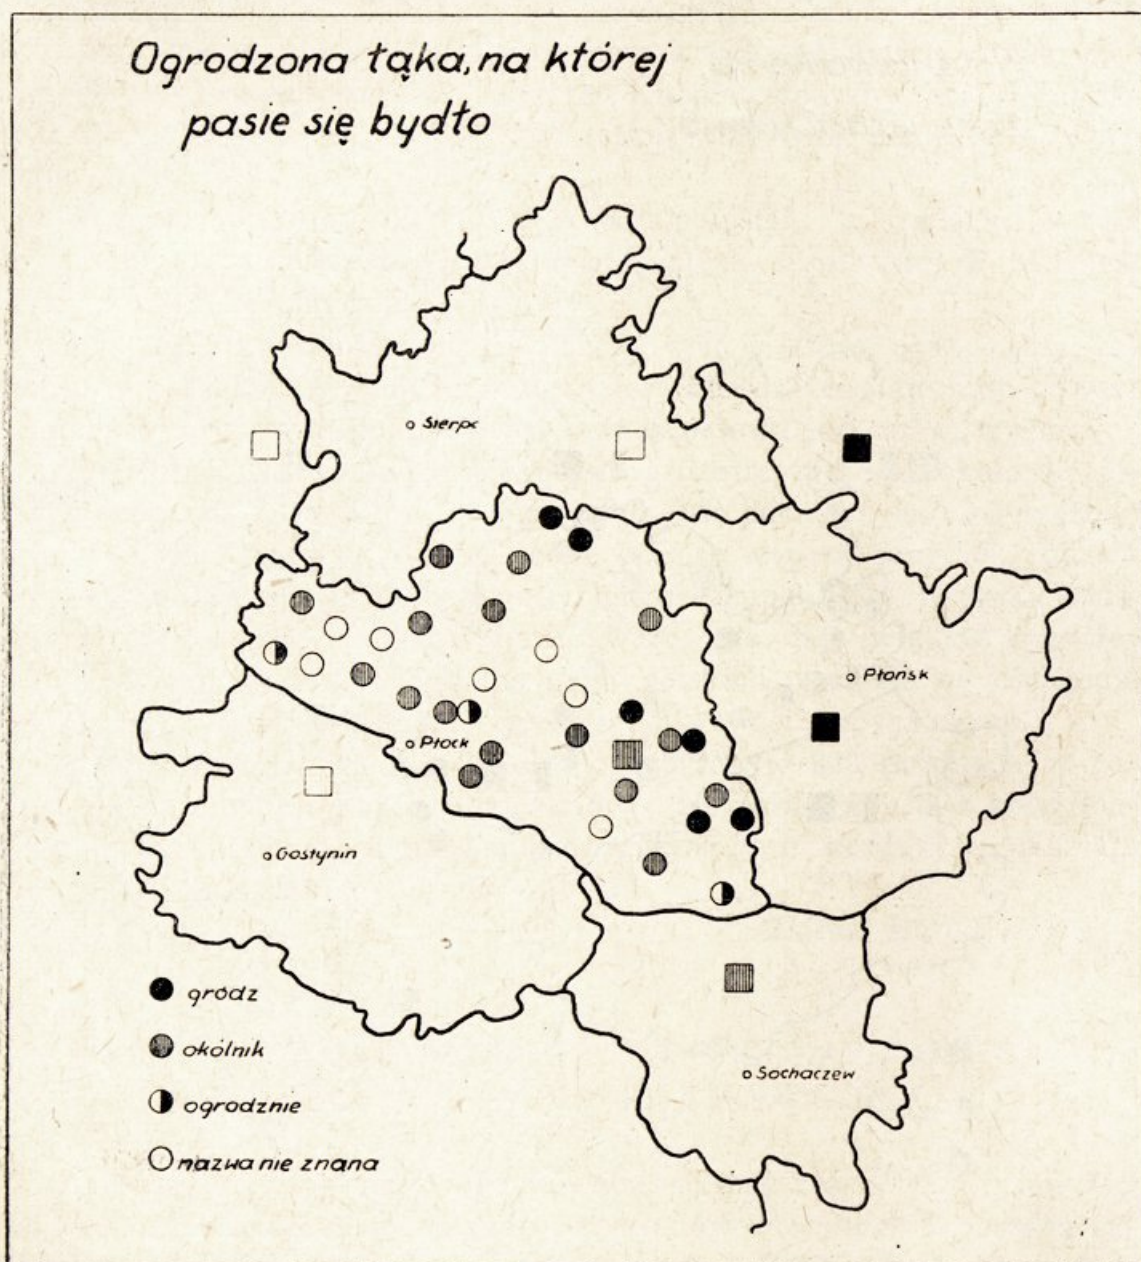 Ogrodzona łąka, na której
pasie się bydło
Sierpc
Płońsk
Płock
Gostynin
gródz
okólnik
Sochaczew
ogrodznie
nazwa nie znana